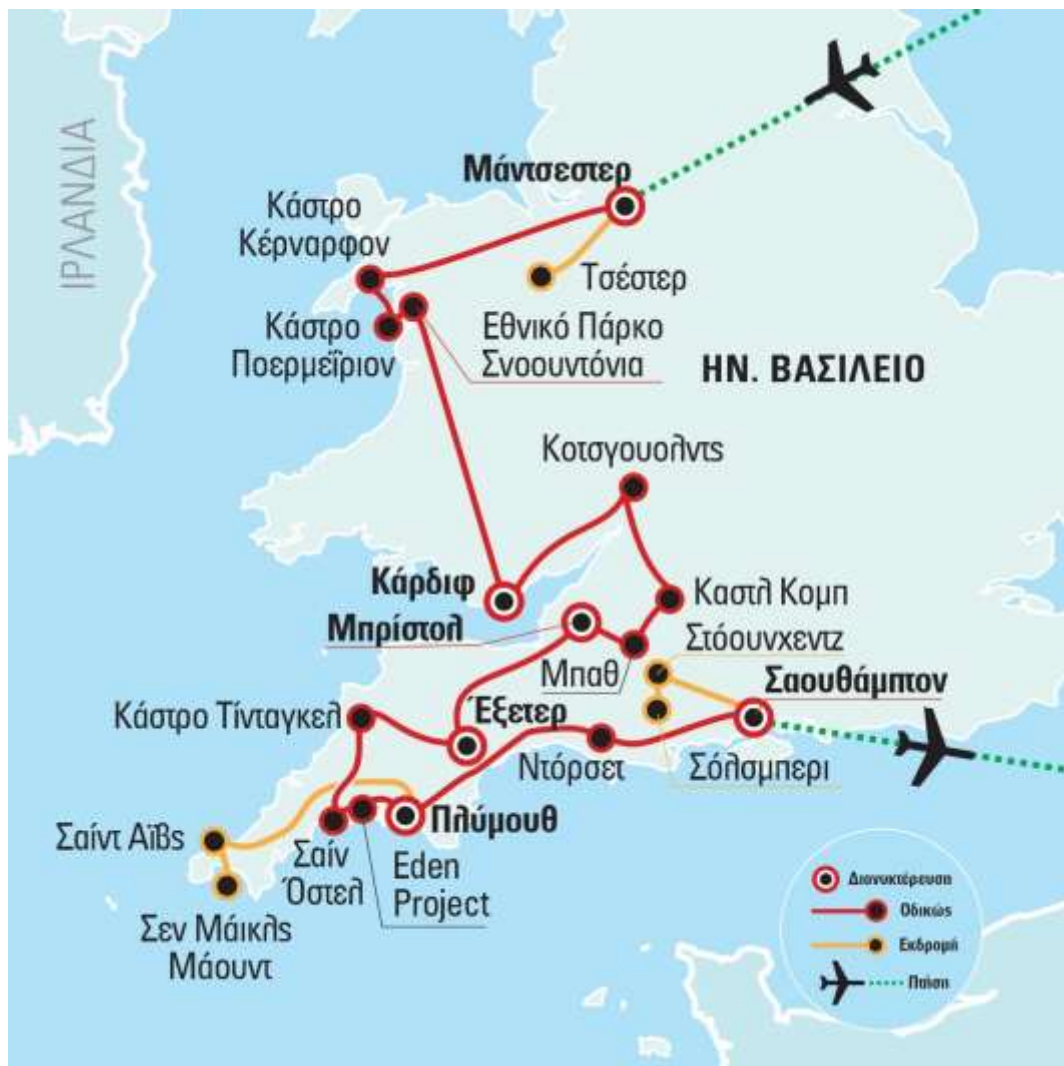 ΙΡΛΑΝΔΙΑ
Μάντσεστερ
Κάστρο
Κέρναρφον
Τσέστερ
Κάστρο
Ποερμεΐριον
Εθνικό Πάρκο
Σνοουντόνια
ΗΝ. ΒΑΣΙΛΕΙΟ
Κοτσγουολντς
Κάρντιφ
Καστλ Κομπ
Μπρίστολ
Στόουνχεντζ
Μπαθ
Σαουθάμπτον
Κάστρο Τίνταγκελ
Έξετερ
Ντόρσετ
Σόλσμπερι
Πλύμουθ
Σαίντ Αϊβς
Σαίν
Όστελ
Eden
Project
Σεν Μάικλς
Μάουντ
Διανυκτέρευση
Οδικώς
Εκδρομή
Πτήση